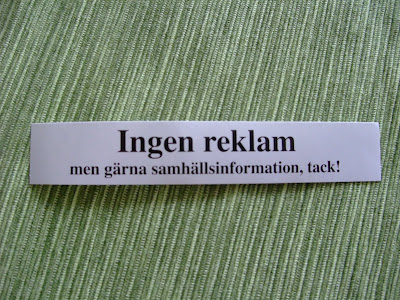 Ingen reklam
men gärna samhällsinformation, tack!